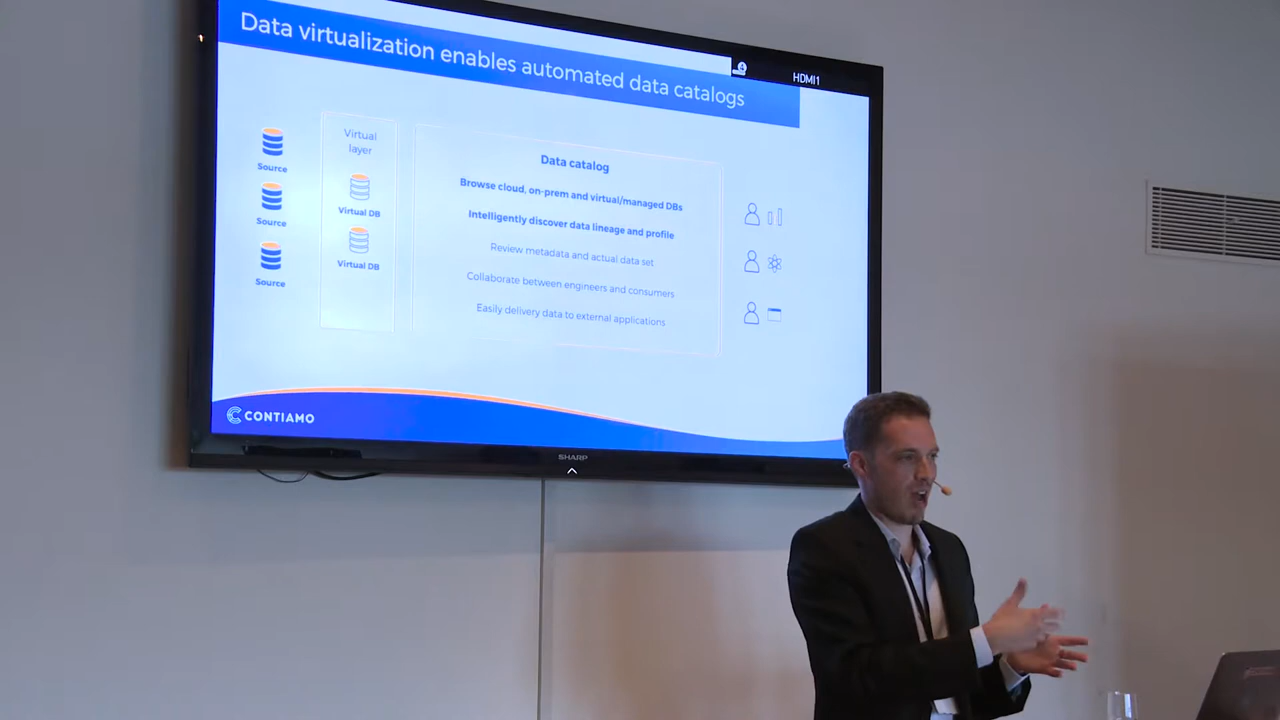 Data virtualization enables automated data catalogs
HDMI1
Source
Source
Source
Virtual
layer
Virtual DB
Virtual DB
Data catalog
Browse cloud, on-prem and virtual/managed DBs
Intelligently discover data lineage and profile
Review metadata and actual data set
Collaborate between engineers and consumers
Easily delivery data to external applications
CONTIAMO
SHARP